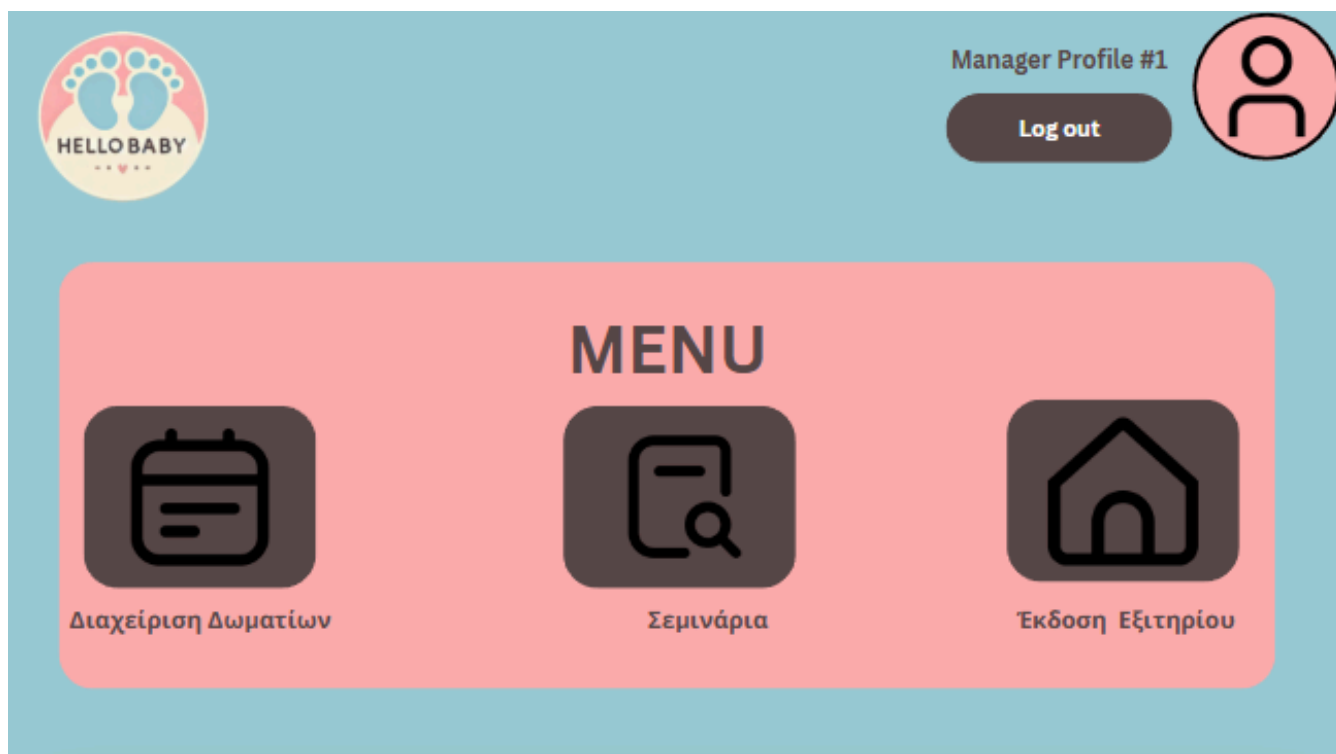 HELLO BABY
Manager Profile #1
Log out
MENU
Διαχείριση Δωματίων
Σεμινάρια
Έκδοση Εξιτηρίου